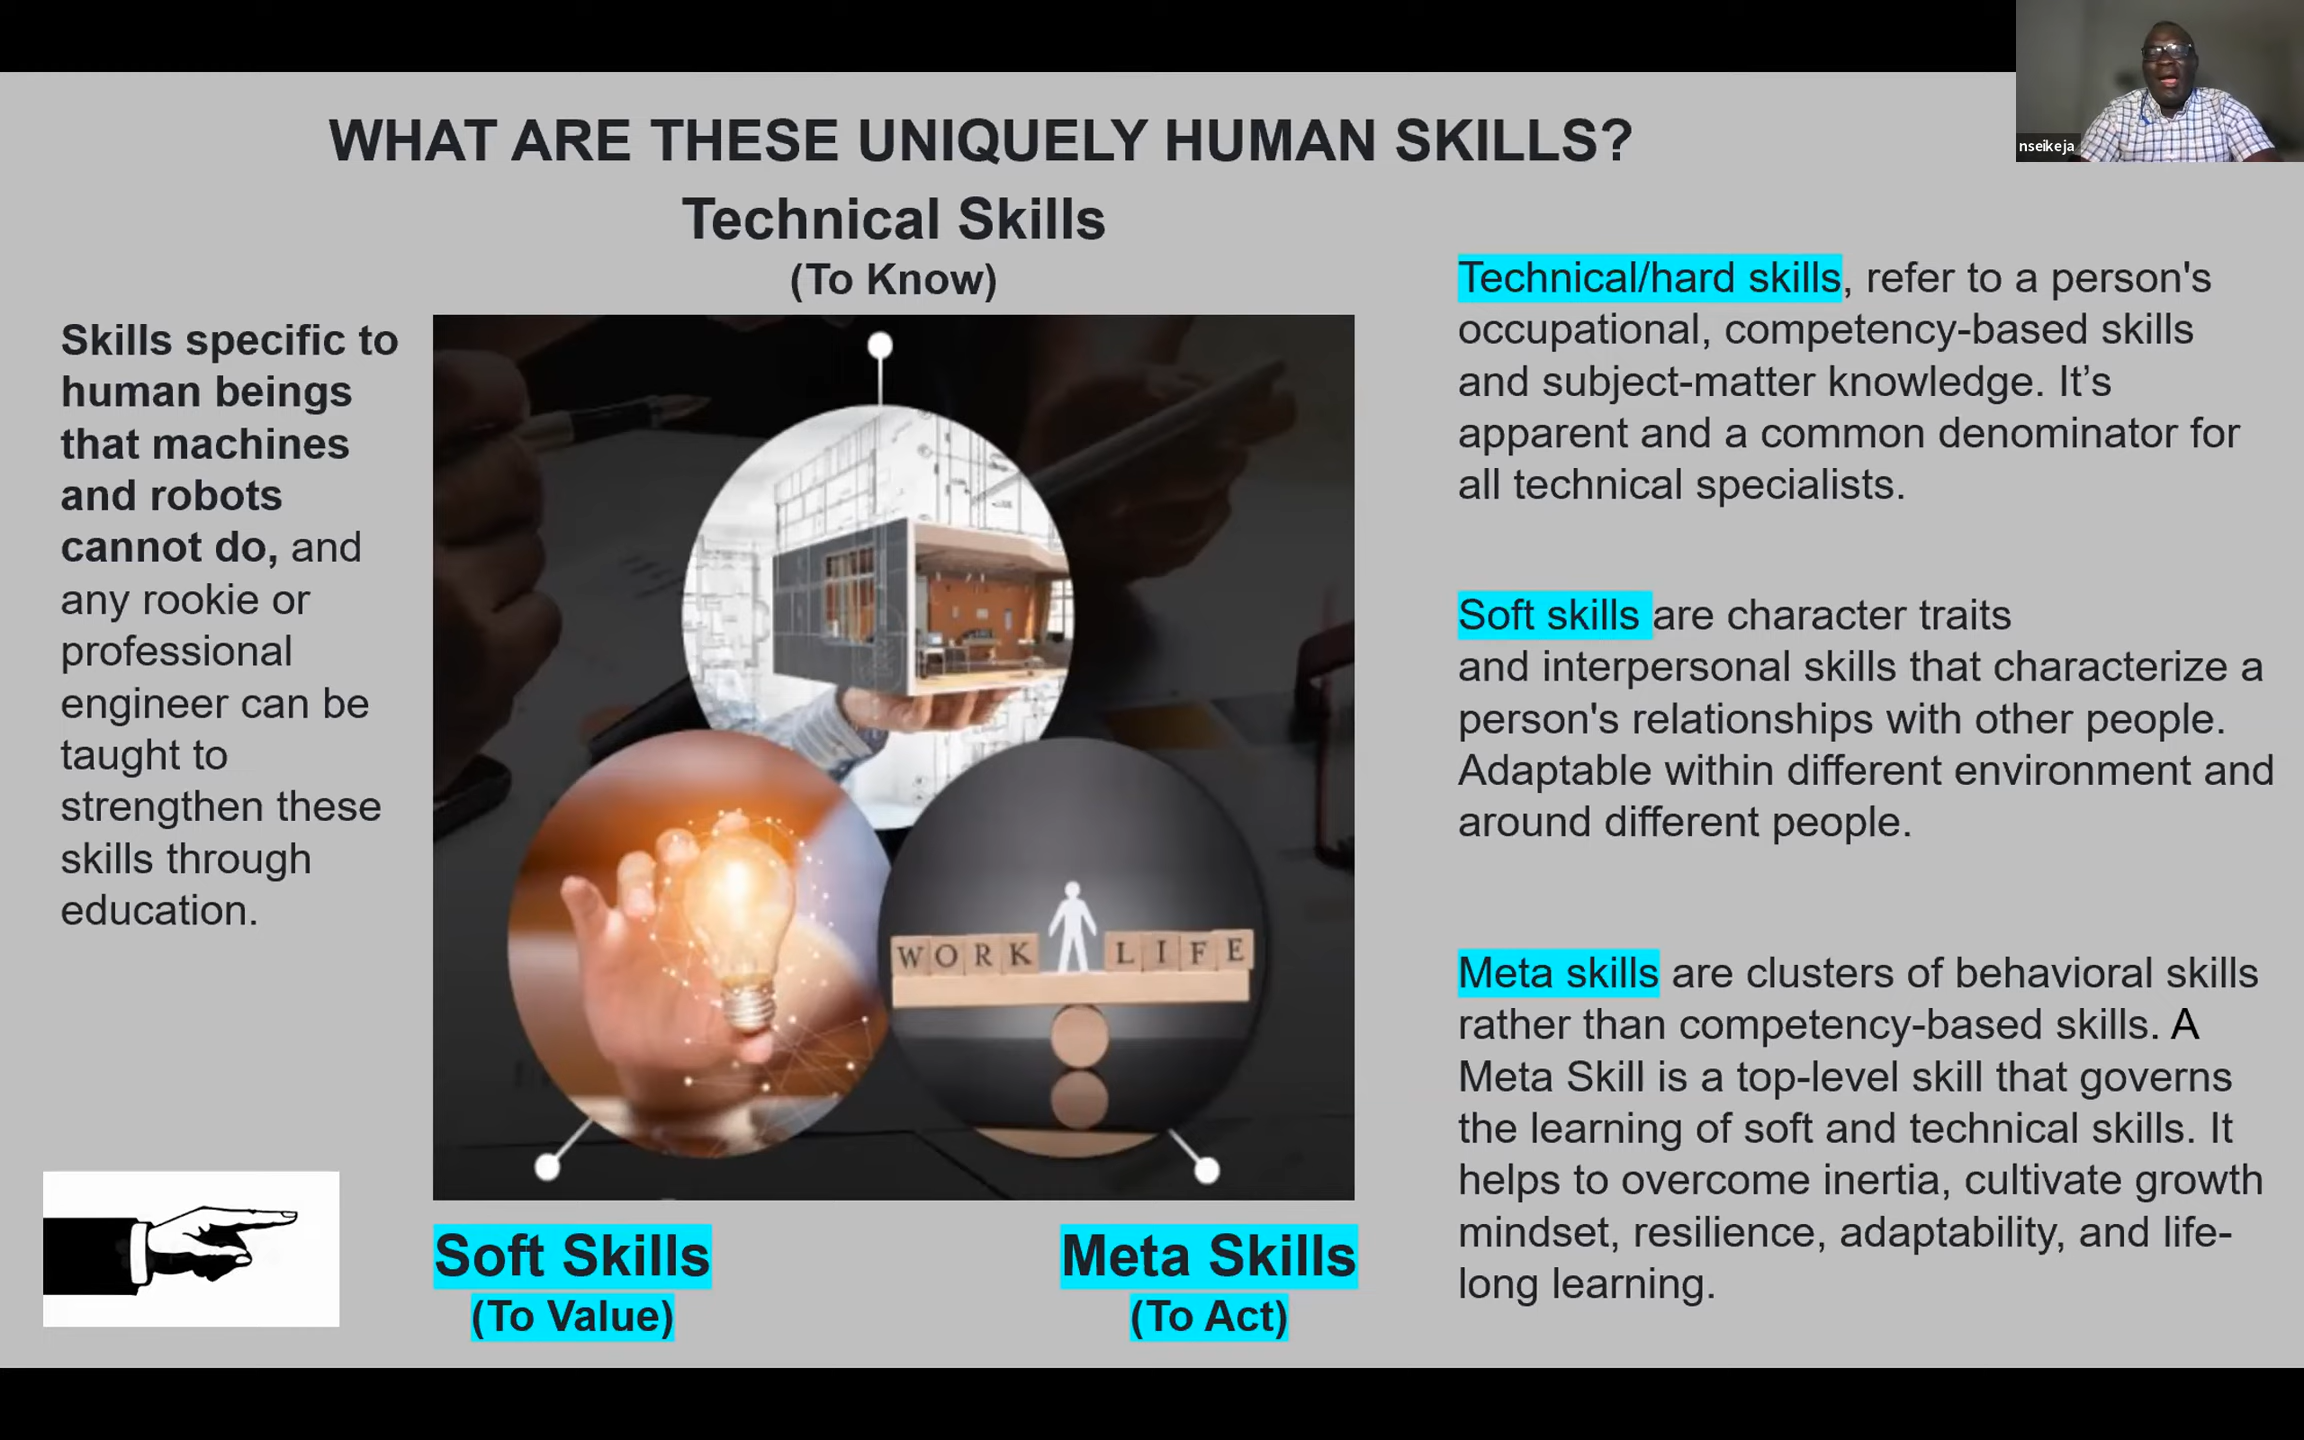 nseikeja
WHAT ARE THESE UNIQUELY HUMAN SKILLS?
Technical Skills
(To Know)
Skills specific to
human beings
that machines
and robots
cannot do, and
any rookie or
professional
engineer can be
taught to
strengthen these
skills through
education.
WORK LIFE
Soft Skills
(To Value)
Meta Skills
(To Act)
Technical/hard skills, refer to a person's
occupational, competency-based skills
and subject-matter knowledge. It’s
apparent and a common denominator for
all technical specialists.
Soft skills are character traits
and interpersonal skills that characterize a
person's relationships with other people.
Adaptable within different environment and
around different people.
Meta skills are clusters of behavioral skills
rather than competency-based skills. A
Meta Skill is a top-level skill that governs
the learning of soft and technical skills. It
helps to overcome inertia, cultivate growth
mindset, resilience, adaptability, and life-
long learning.